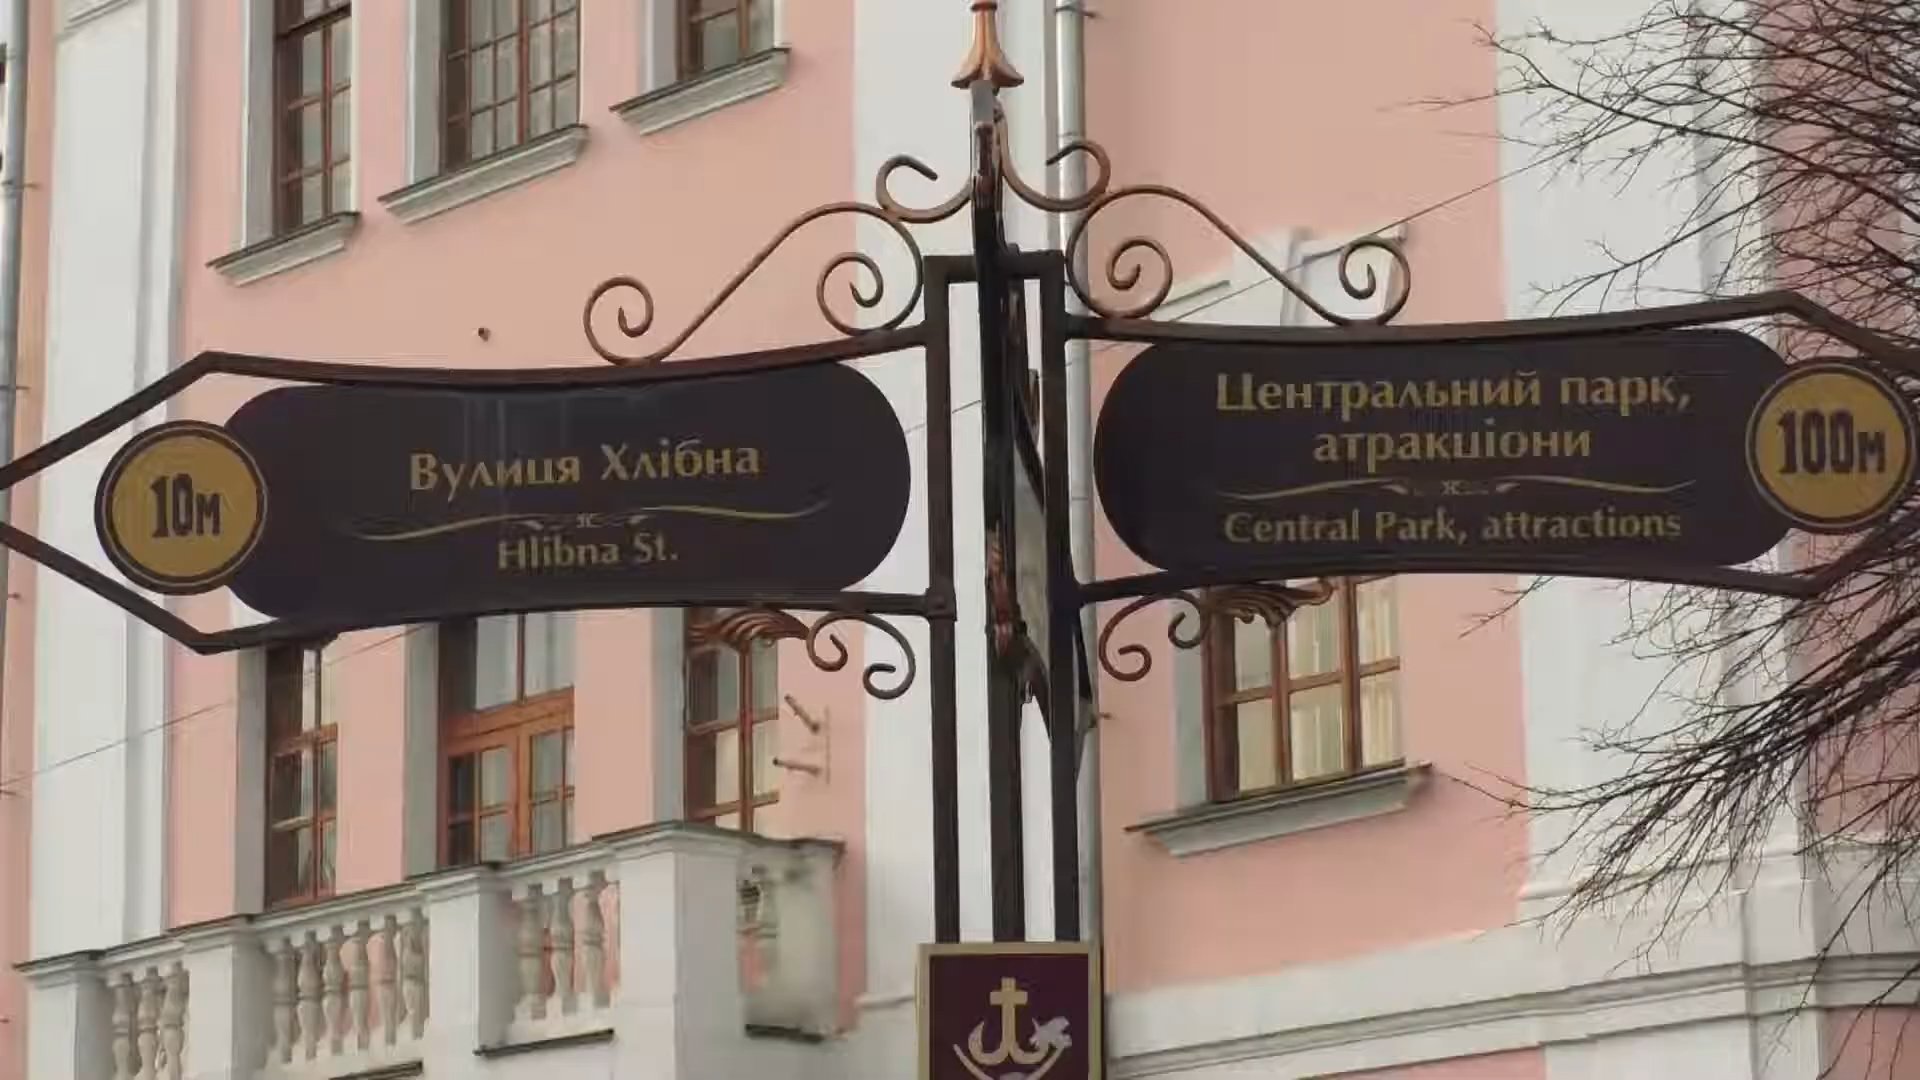 10м
Вулиця Хлібна
Hlibna St.
Центральний парк,
атракціони
Central Park, attractions
100м